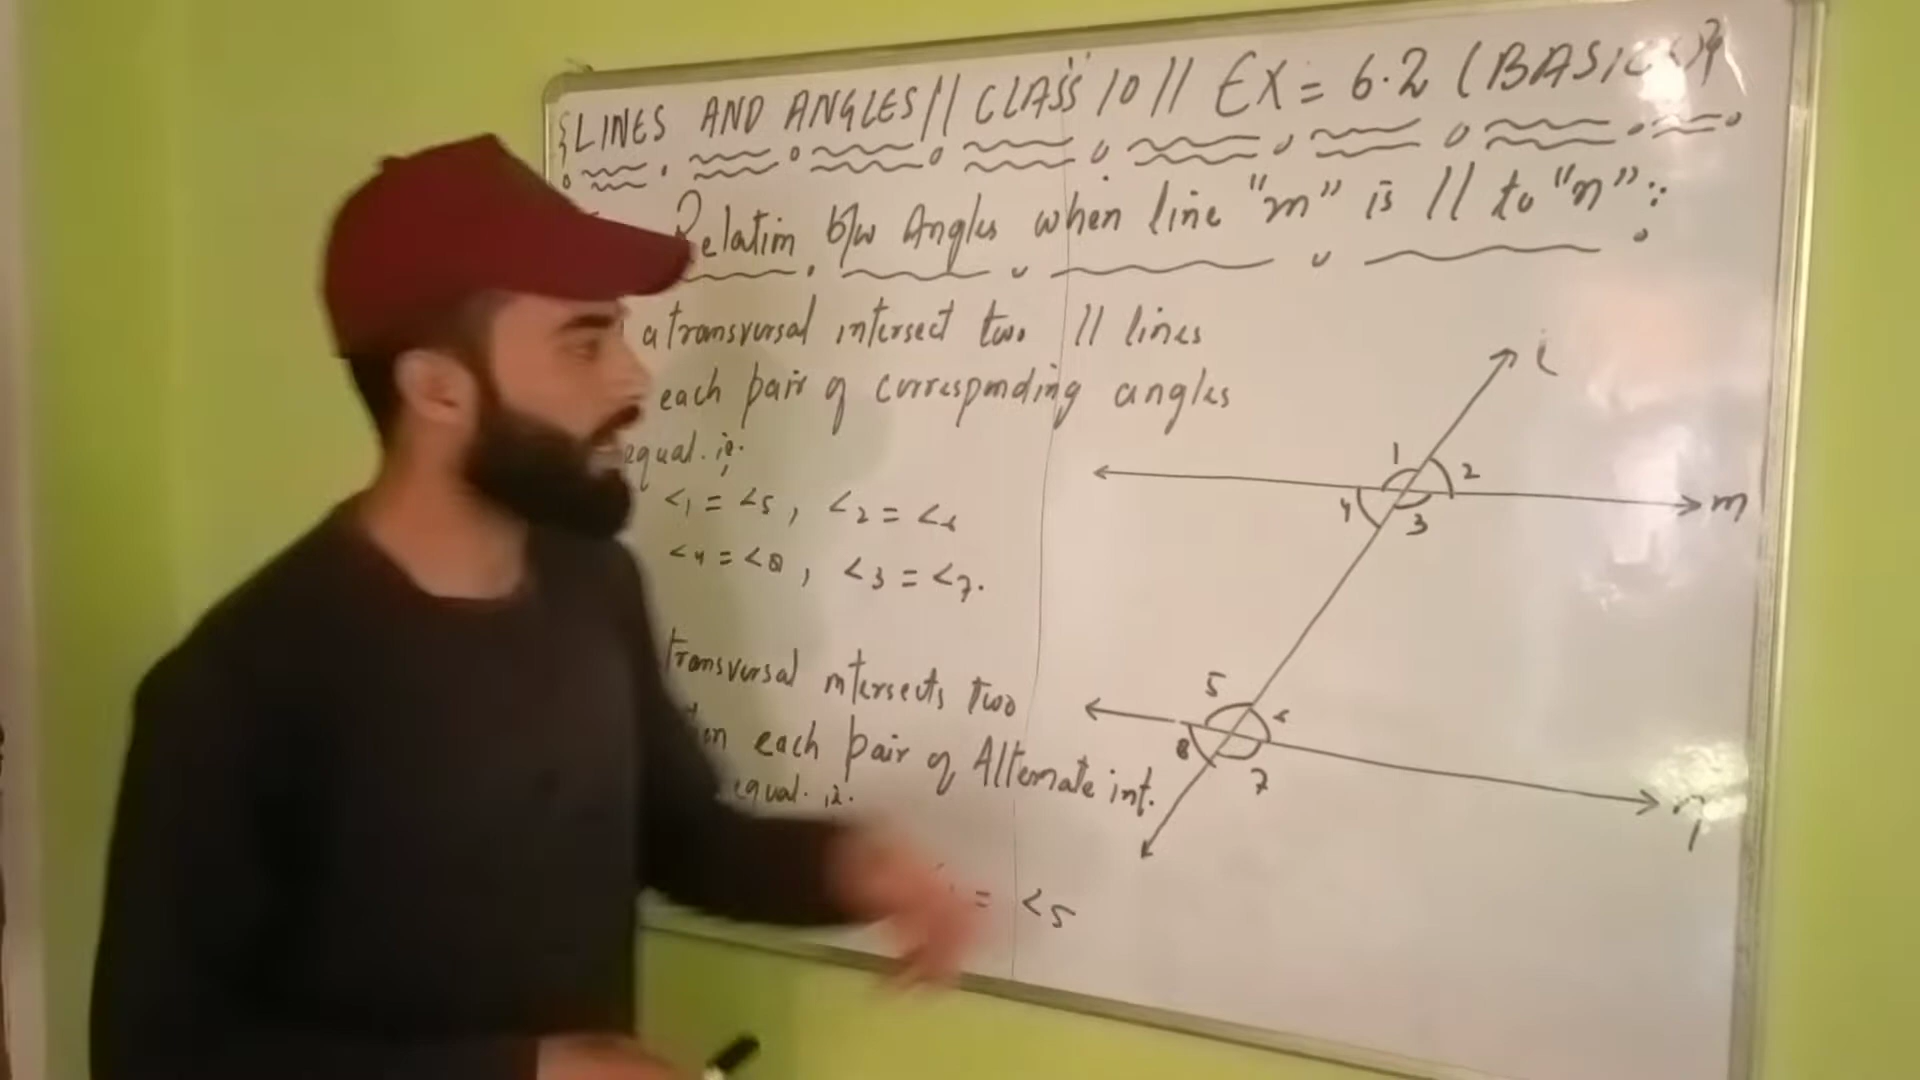 {LINES AND ANGLES // CLASS 10 // EX = 6.2 (BASICS)}
Relation b/w Angles when line "m" is // to "n" :
a transversal intersect two // lines
each pair of corresponding angles
equal. ie.
<1 = <5, <2 = <6
<4 = <8, <3 = <7.
transversal intersects two
each pair of Alternate int.
equal. ie.
= <5
l
1 2
4 3 m
5 6
8 7
n